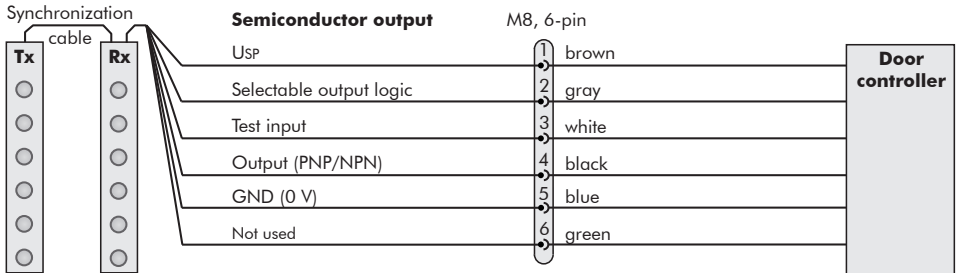 Synchronization
cable
Tx
Rx
Semiconductor output
M8, 6-pin
USP
1
brown
Selectable output logic
2
gray
Test input
3
white
Output (PNP/NPN)
4
black
GND (0 V)
5
blue
Not used
6
green
Door
controller